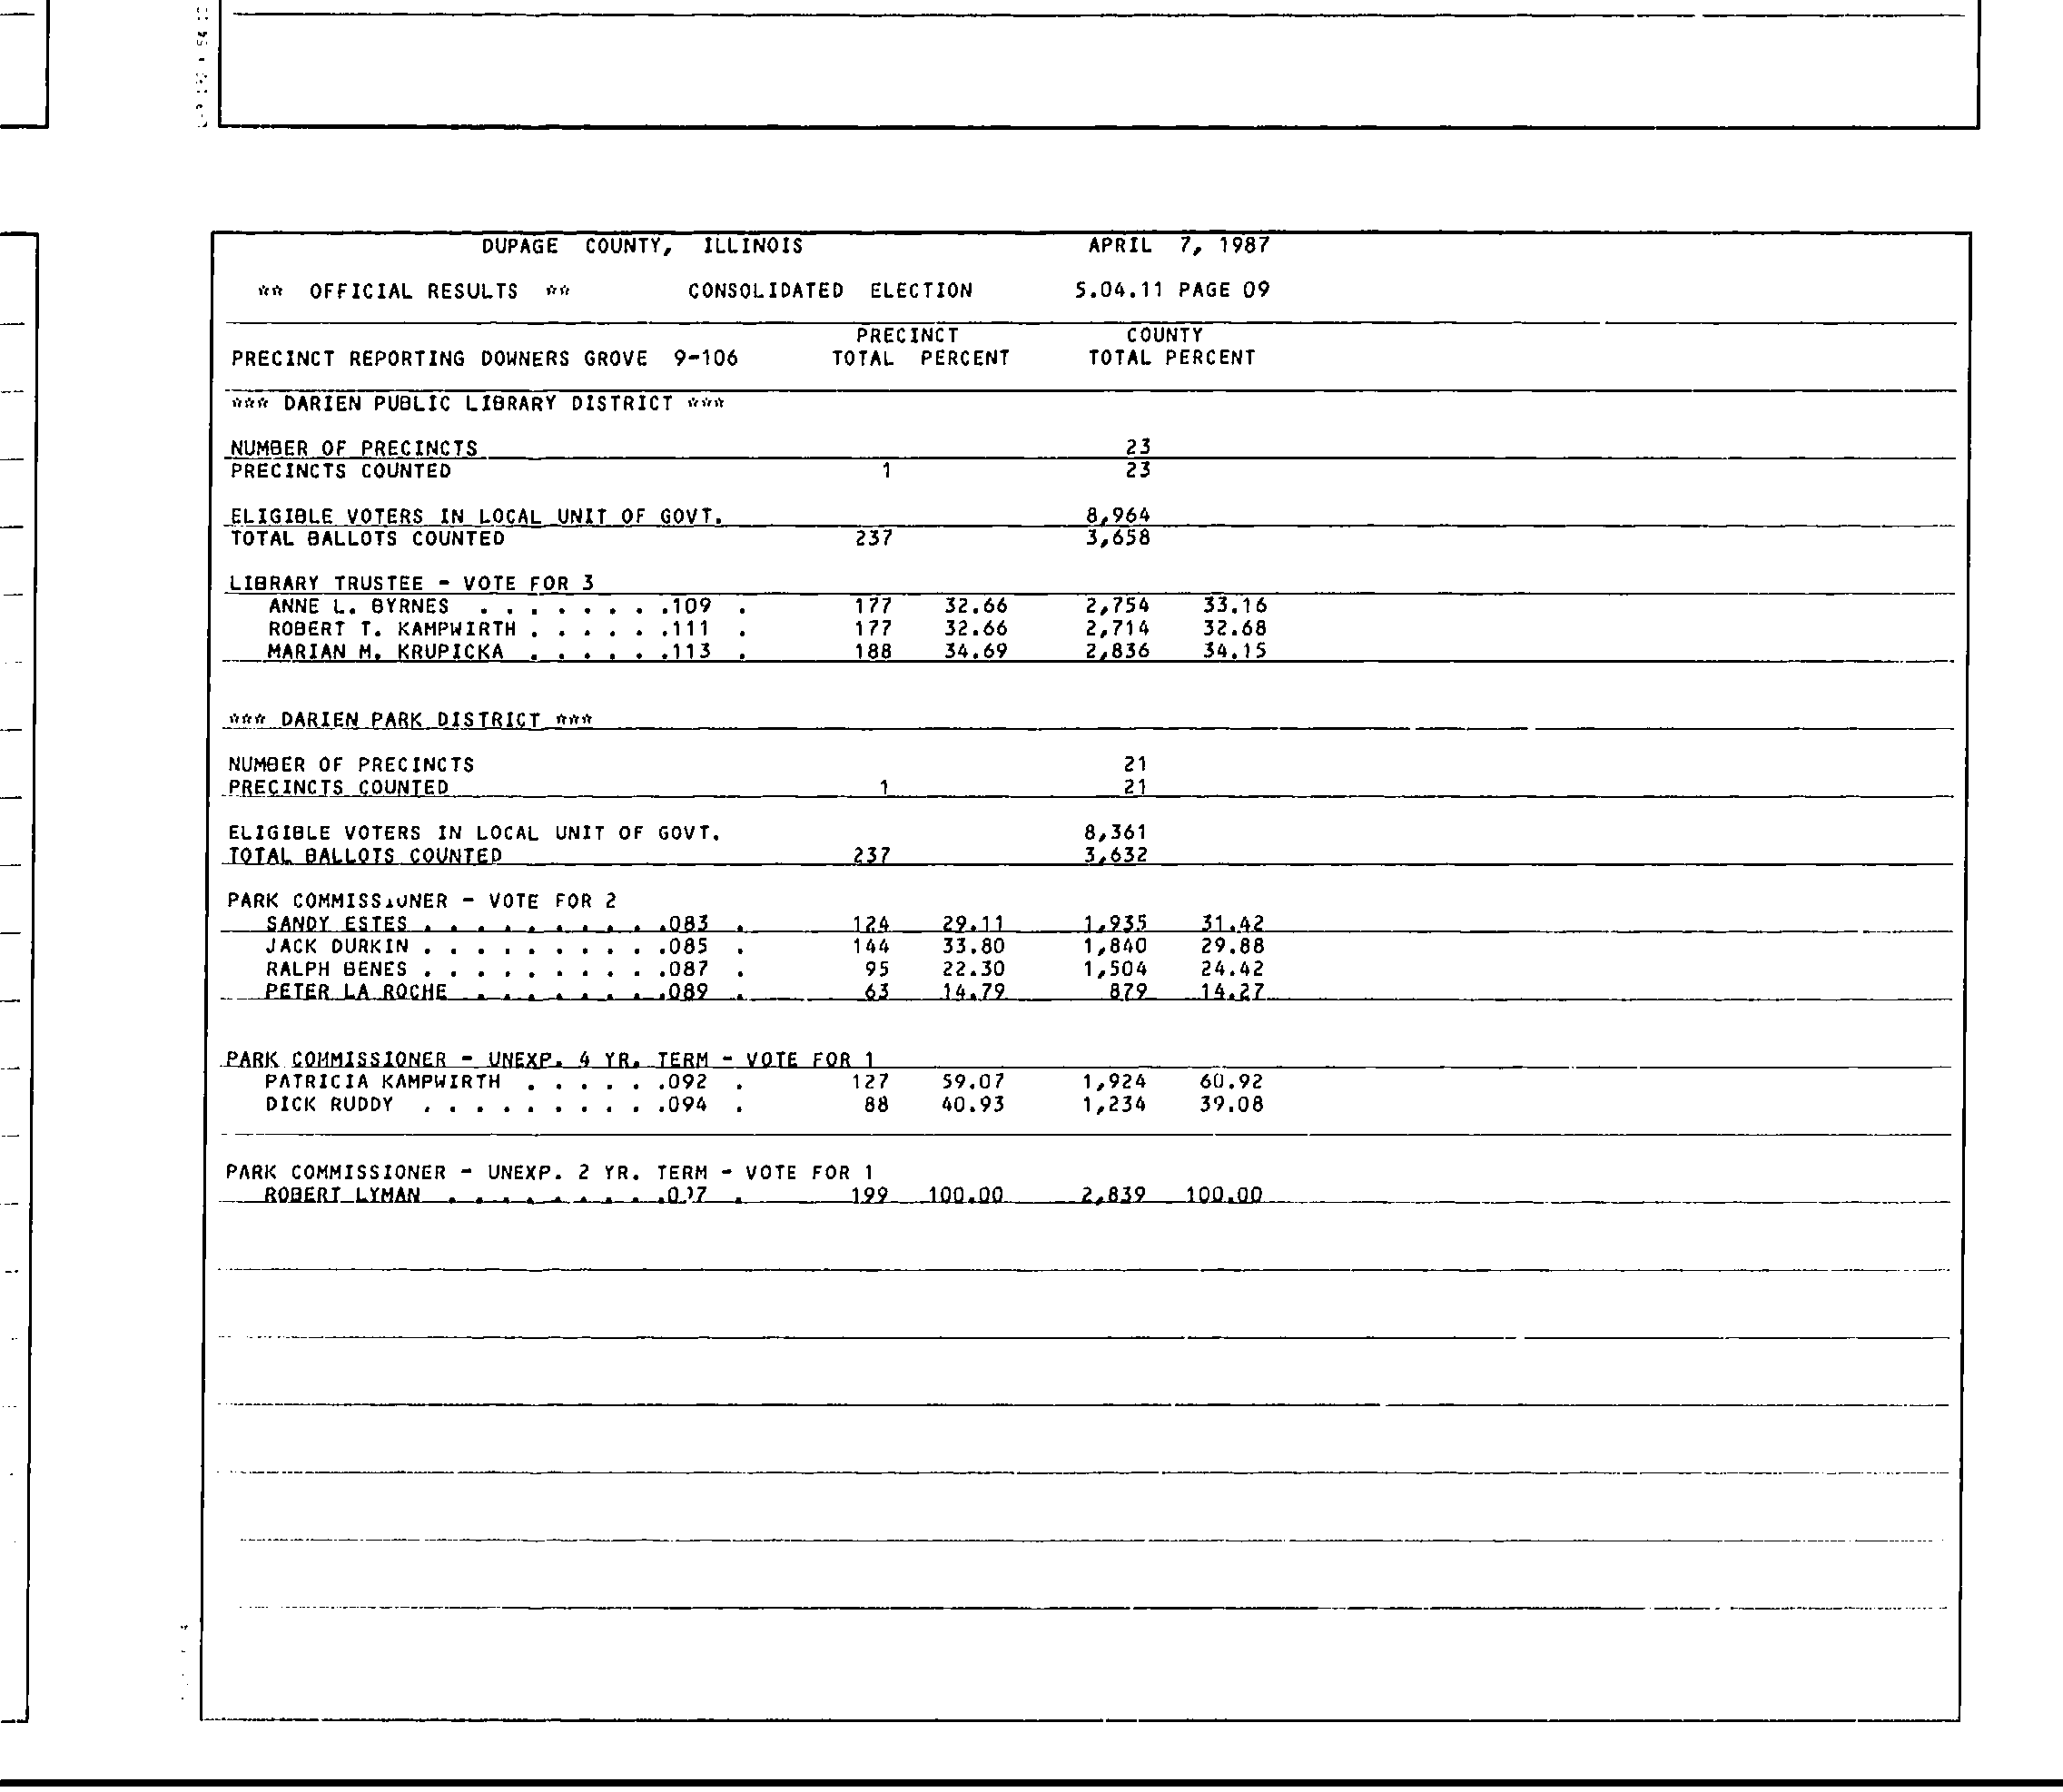 DUPAGE COUNTY, ILLINOIS APRIL 7, 1987
** OFFICIAL RESULTS ** CONSOLIDATED ELECTION 5.04.11 PAGE 09
PRECINCT COUNTY
PRECINCT REPORTING DOWNERS GROVE 9-106 TOTAL PERCENT TOTAL PERCENT
*** DARIEN PUBLIC LIBRARY DISTRICT ***
NUMBER OF PRECINCTS 23
PRECINCTS COUNTED 1 23
ELIGIBLE VOTERS IN LOCAL UNIT OF GOVT. 8,964
TOTAL BALLOTS COUNTED 237 3,658
LIBRARY TRUSTEE - VOTE FOR 3
ANNE L. BYRNES . . . . . . . .109 . 177 32.66 2,754 33.16
ROBERT T. KAMPWIRTH . . . . . .111 . 177 32.66 2,714 32.68
MARIAN M. KRUPICKA . . . . . .113 . 188 34.69 2,836 34.15
*** DARIEN PARK DISTRICT ***
NUMBER OF PRECINCTS 21
PRECINCTS COUNTED 1 21
ELIGIBLE VOTERS IN LOCAL UNIT OF GOVT. 8,361
TOTAL BALLOTS COUNTED 237 3,632
PARK COMMISSIONER - VOTE FOR 2
SANDY ESTES . . . . . . . . . .083 . 124 29.11 1,935 31.42
JACK DURKIN . . . . . . . . . .085 . 144 33.80 1,840 29.88
RALPH BENES . . . . . . . . . .087 . 95 22.30 1,504 24.42
PETER LA ROCHE . . . . . . . .089 . 63 14.79 879 14.27
PARK COMMISSIONER - UNEXP. 4 YR. TERM - VOTE FOR 1
PATRICIA KAMPWIRTH . . . . . .092 . 127 59.07 1,924 60.92
DICK RUDDY . . . . . . . . . .094 . 88 40.93 1,234 39.08
PARK COMMISSIONER - UNEXP. 2 YR. TERM - VOTE FOR 1
ROBERT LYMAN . . . . . . . . . 199 100.00 2,839 100.00